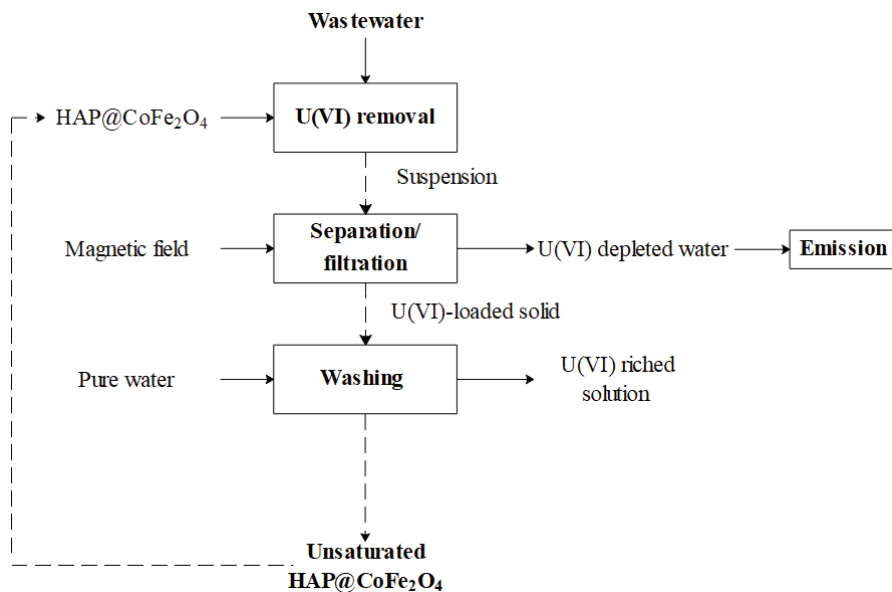 Wastewater
HAP@CoFe₂O₄
U(VI) removal
Suspension
Magnetic field
Separation/
filtration
U(VI) depleted water
Emission
U(VI)-loaded solid
Pure water
Washing
U(VI) riched
solution
Unsaturated
HAP@CoFe₂O₄